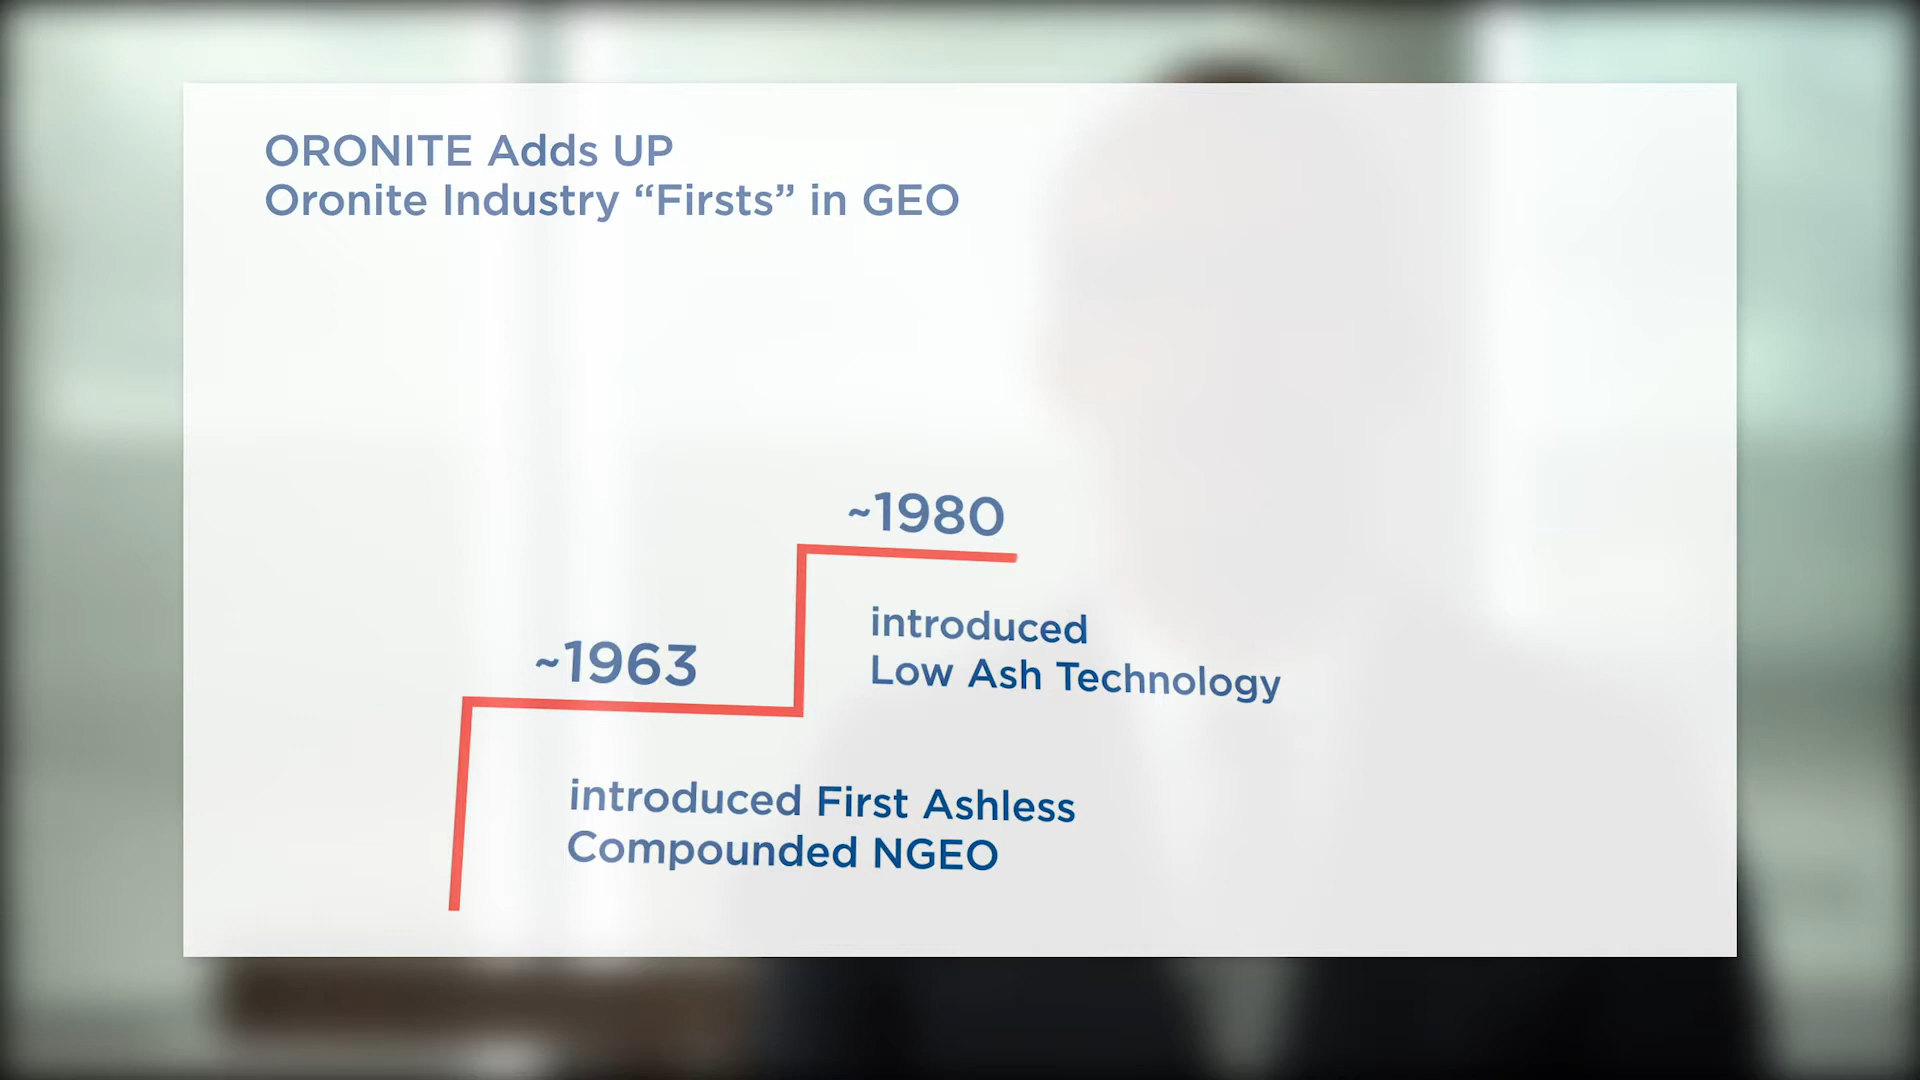 ORONITE Adds UP
Oronite Industry “Firsts” in GEO
~1980
introduced
Low Ash Technology
~1963
introduced First Ashless
Compounded NGEO